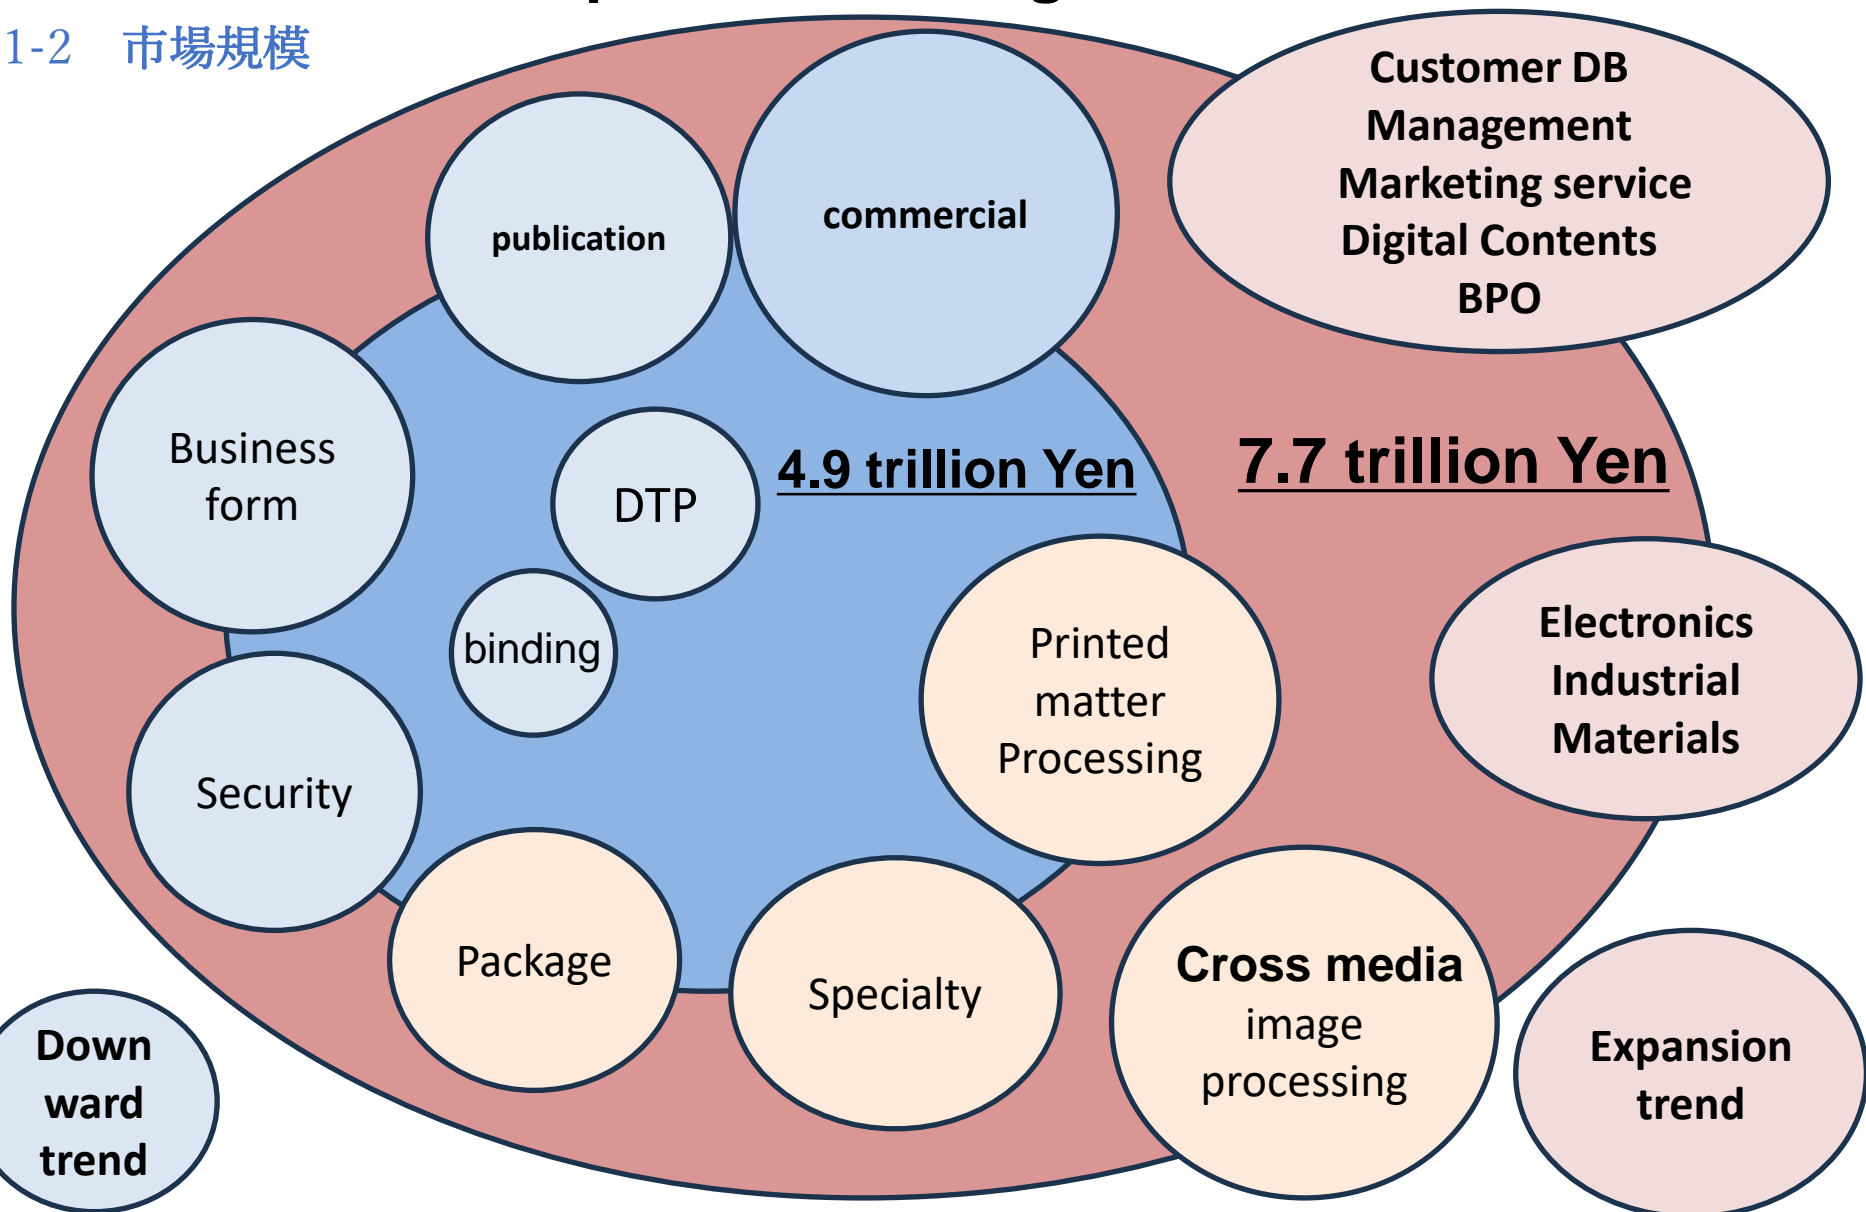 1-2 市場規模
Customer DB
Management
Marketing service
Digital Contents
BPO
commercial
publication
Business
form
DTP
4.9 trillion Yen
7.7 trillion Yen
binding
Printed
matter
Processing
Electronics
Industrial
Materials
Security
Package
Specialty
Cross media
image
processing
Down
ward
trend
Expansion
trend